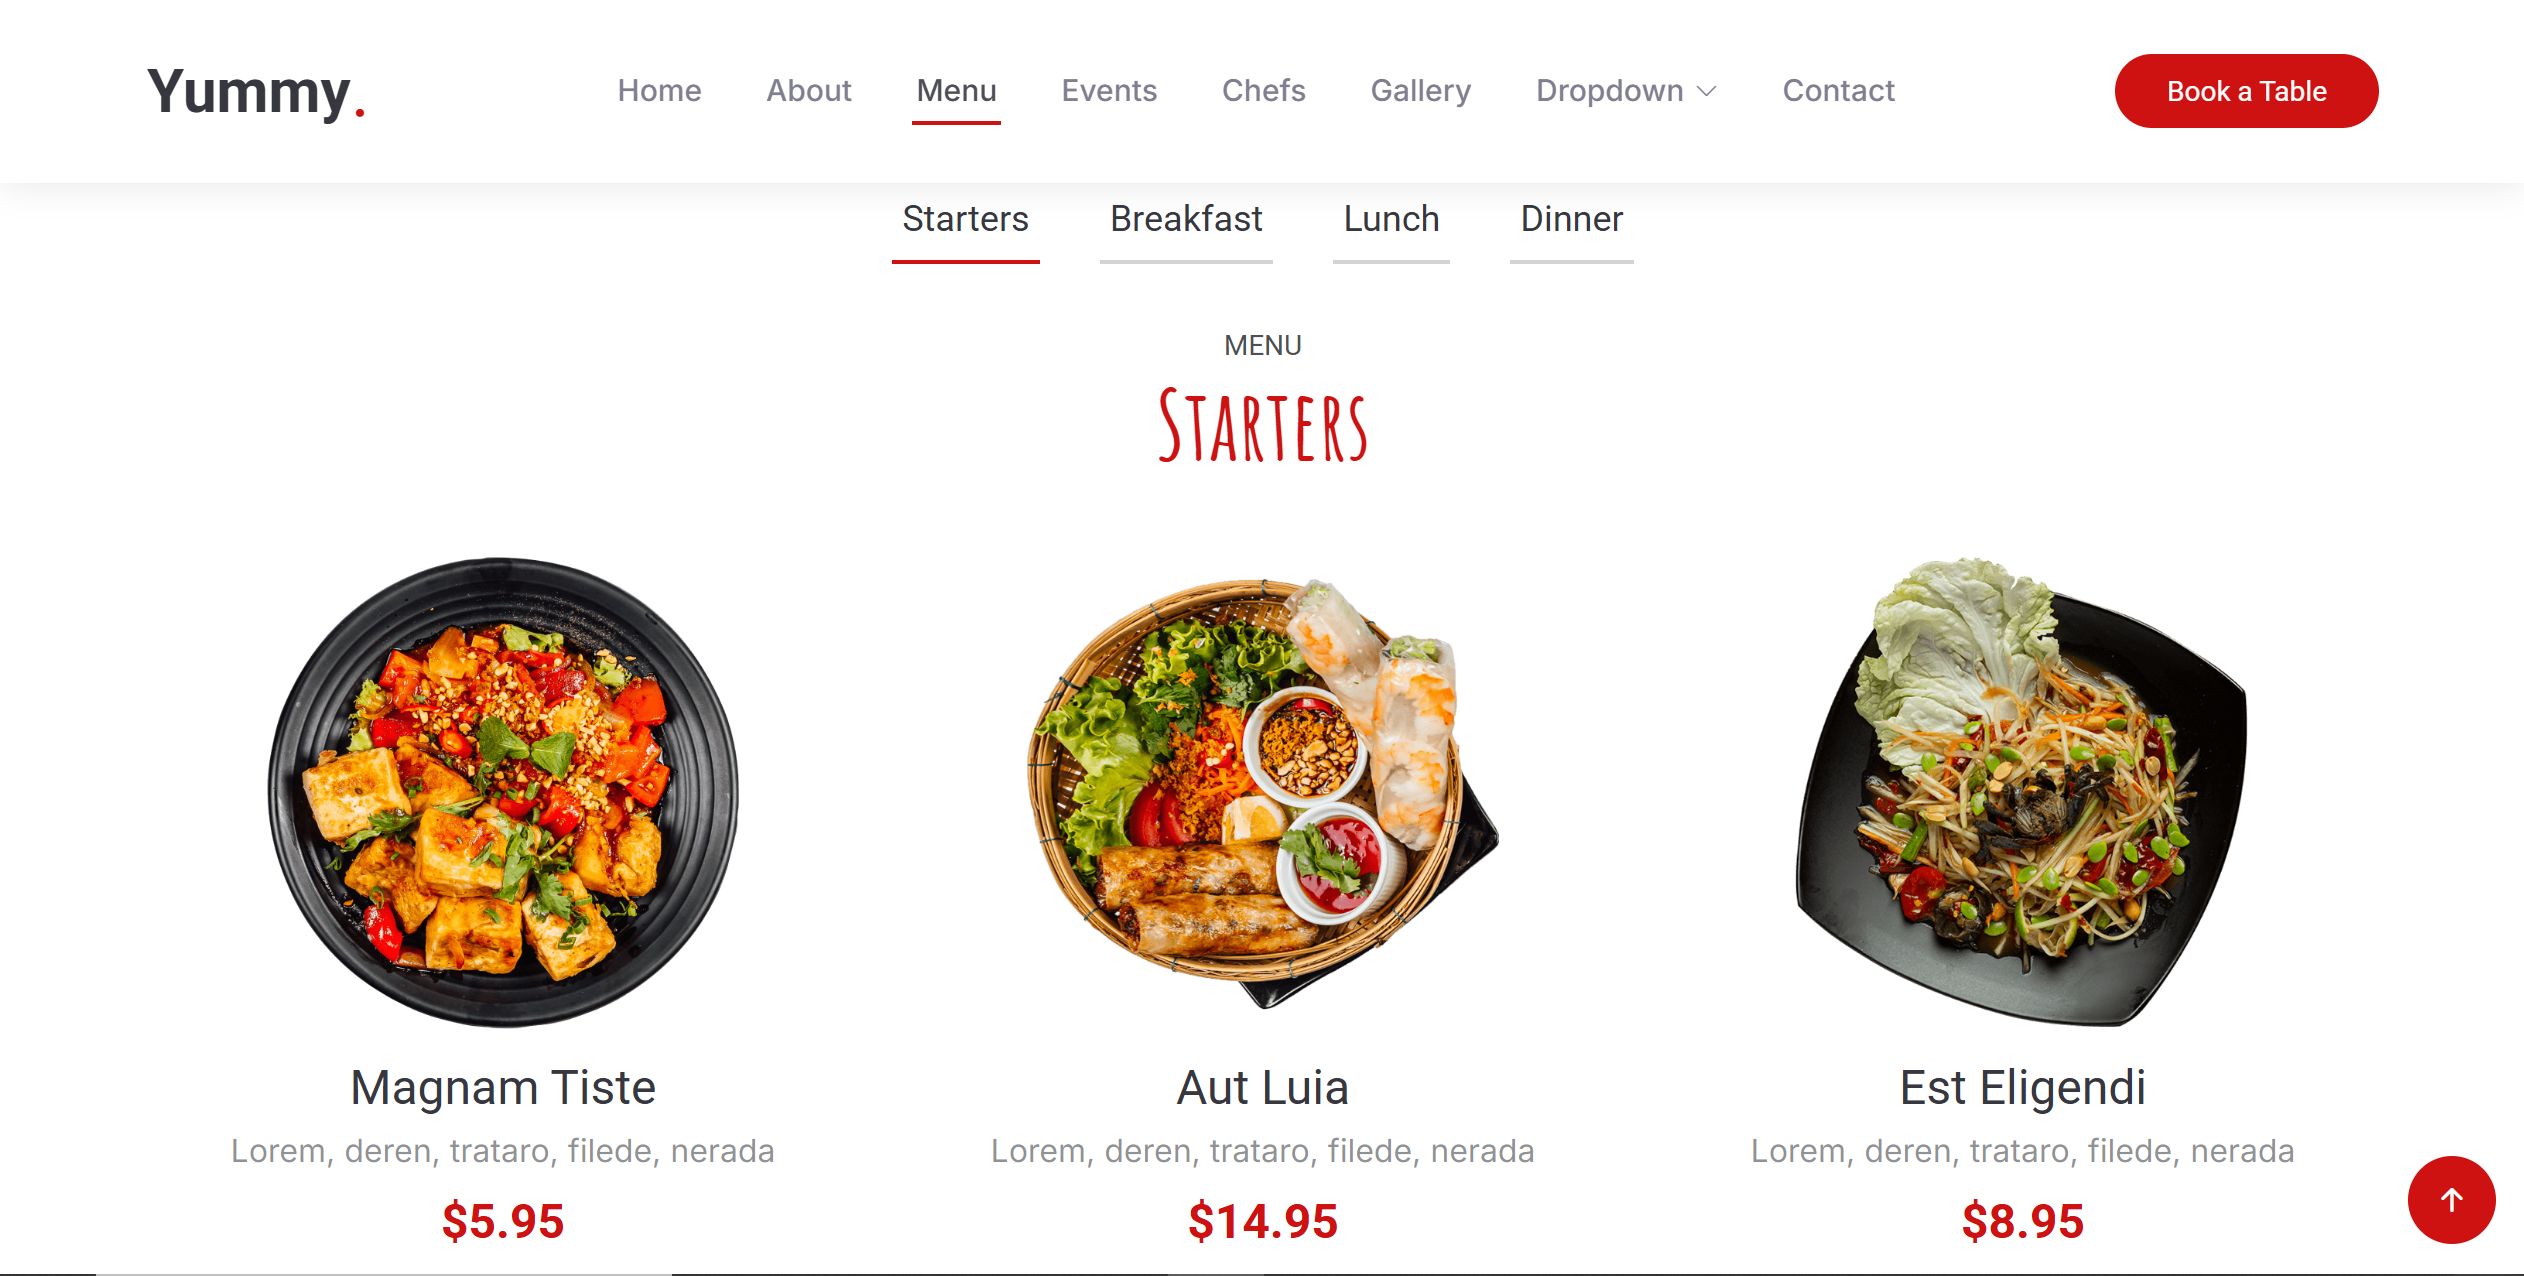 Yummy.
Home About Menu Events Chefs Gallery Dropdown Contact
Book a Table
Starters Breakfast Lunch Dinner
MENU
STARTERS
Magnam Tiste
Lorem, deren, trataro, filede, nerada
$5.95
Aut Luia
Lorem, deren, trataro, filede, nerada
$14.95
Est Eligendi
Lorem, deren, trataro, filede, nerada
$8.95